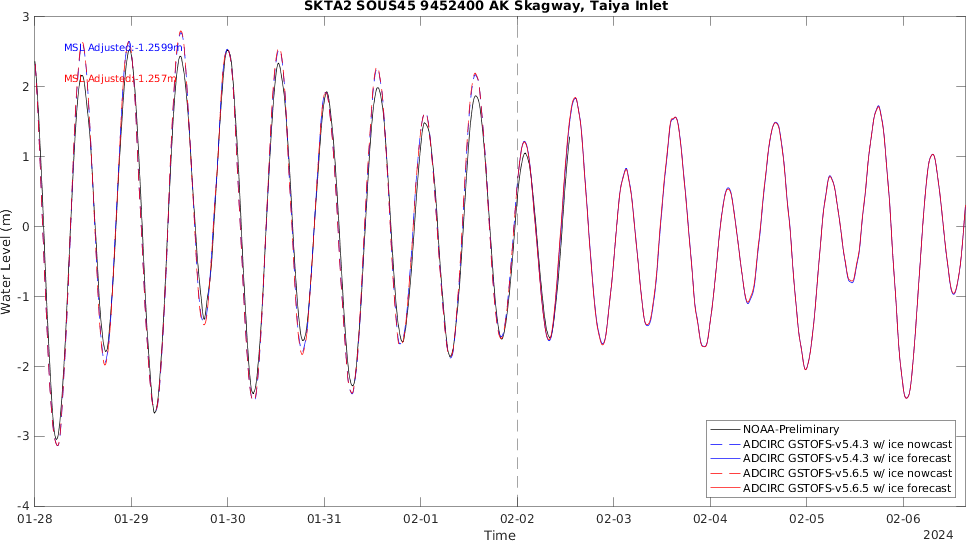 SKTA2 SOUS45 9452400 AK Skagway, Taiya Inlet
3
2
1
0
-1
-2
-3
-4
Water Level (m)
MSL Adjusted:-1.2599m
MSL Adjusted:-1.257m
NOAA-Preliminary
ADCIRC GSTOFS-v5.4.3 w/ ice nowcast
ADCIRC GSTOFS-v5.4.3 w/ ice forecast
ADCIRC GSTOFS-v5.6.5 w/ ice nowcast
ADCIRC GSTOFS-v5.6.5 w/ ice forecast
01-28 01-29 01-30 01-31 02-01 02-02 02-03 02-04 02-05 02-06
Time
2024